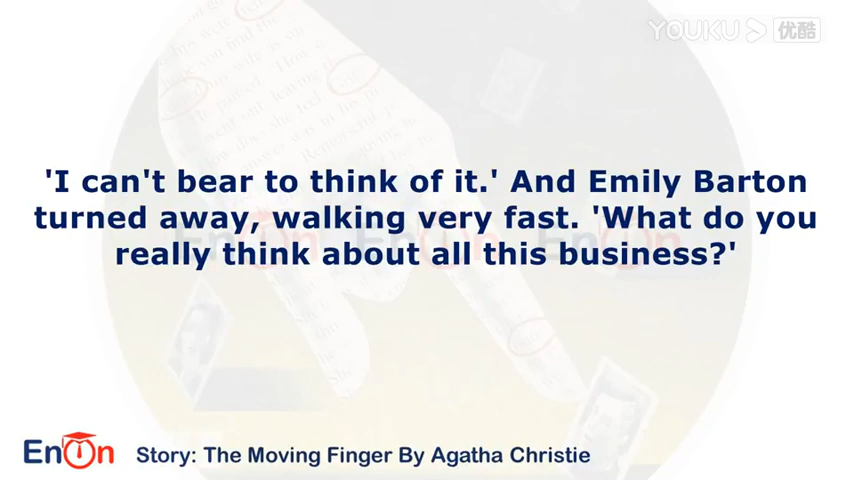 YOUKU 优酷
'I can't bear to think of it.' And Emily Barton
turned away, walking very fast. 'What do you
really think about all this business?'
EnOn
Story: The Moving Finger By Agatha Christie